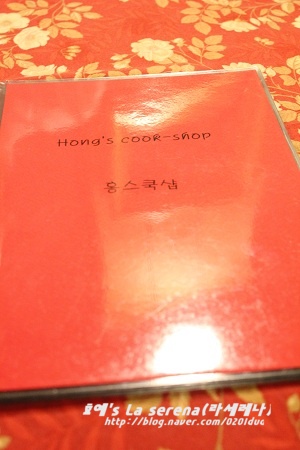 Hong's cook-shop
홍스쿡샵
효예's La serena(라세레나)
http://blog.naver.com/0201duo